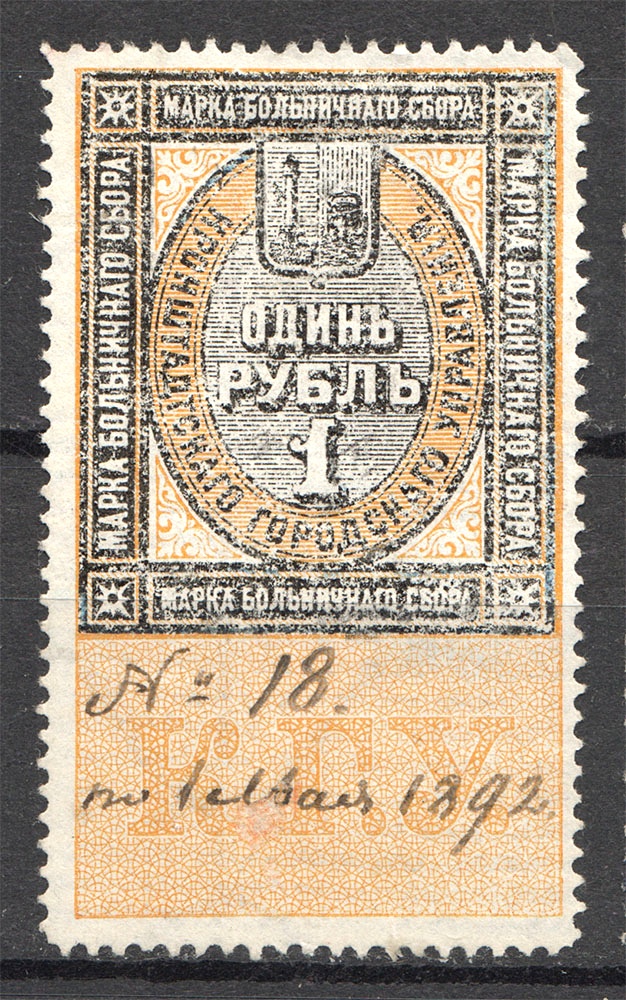 МАРКА БОЛЬНИЧНАГО СБОРА
МАРКА БОЛЬНИЧНАГО СБОРА
МАРКА БОЛЬНИЧНАГО СБОРА
КРОНШТАДТСКАГО ГОРОДСКАГО УПРАВЛЕНІЯ
ОДИНЪ
РУБЛЬ
1
МАРКА БОЛЬНИЧНАГО СБОРА
№ 18.
К.Г.У.
1892.